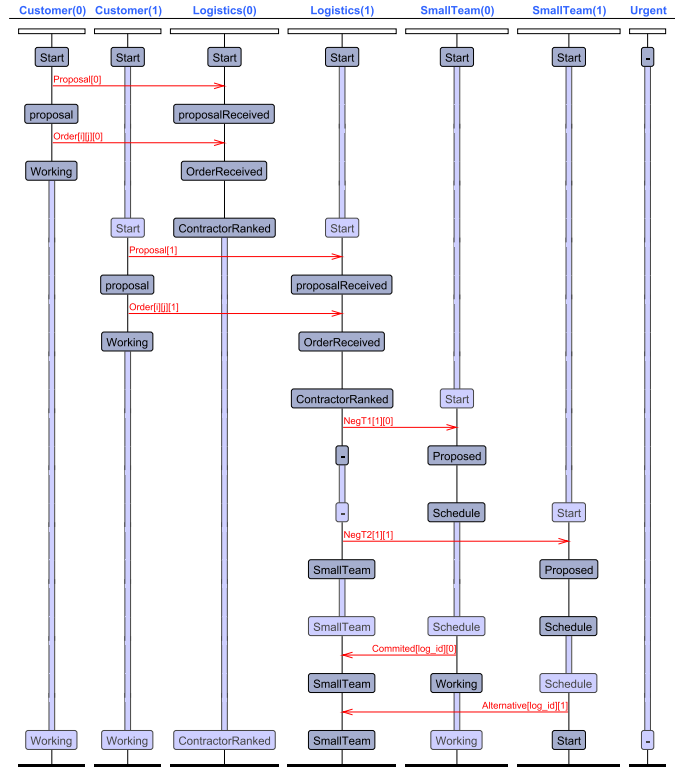 Customer(0) Customer(1) Logistics(0) Logistics(1) SmallTeam(0) SmallTeam(1) Urgent
Start Start Start Start Start Start -
Proposal[0]
proposal proposalReceived
Order[i][j][0]
Working OrderReceived
Start ContractorRanked Start
Proposal[1]
proposal proposalReceived
Order[i][j][1]
Working OrderReceived
ContractorRanked Start
NegT1[1][0]
- Proposed
- Schedule Start
NegT2[1][1]
SmallTeam Proposed
SmallTeam Schedule Schedule
Commited[log_id][0]
SmallTeam Working Schedule
Alternative[log_id][1]
Working Working ContractorRanked SmallTeam Working Start -